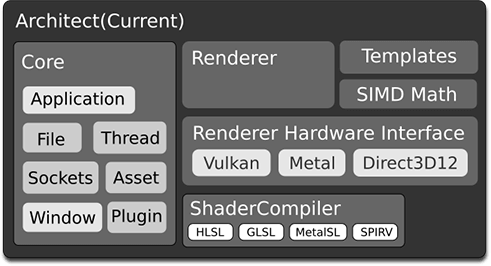 Architect(Current)
Core
Application
File
Thread
Sockets
Asset
Window
Plugin
Renderer
Templates
SIMD Math
Renderer Hardware Interface
Vulkan
Metal
Direct3D12
ShaderCompiler
HLSL
GLSL
MetalSL
SPIRV